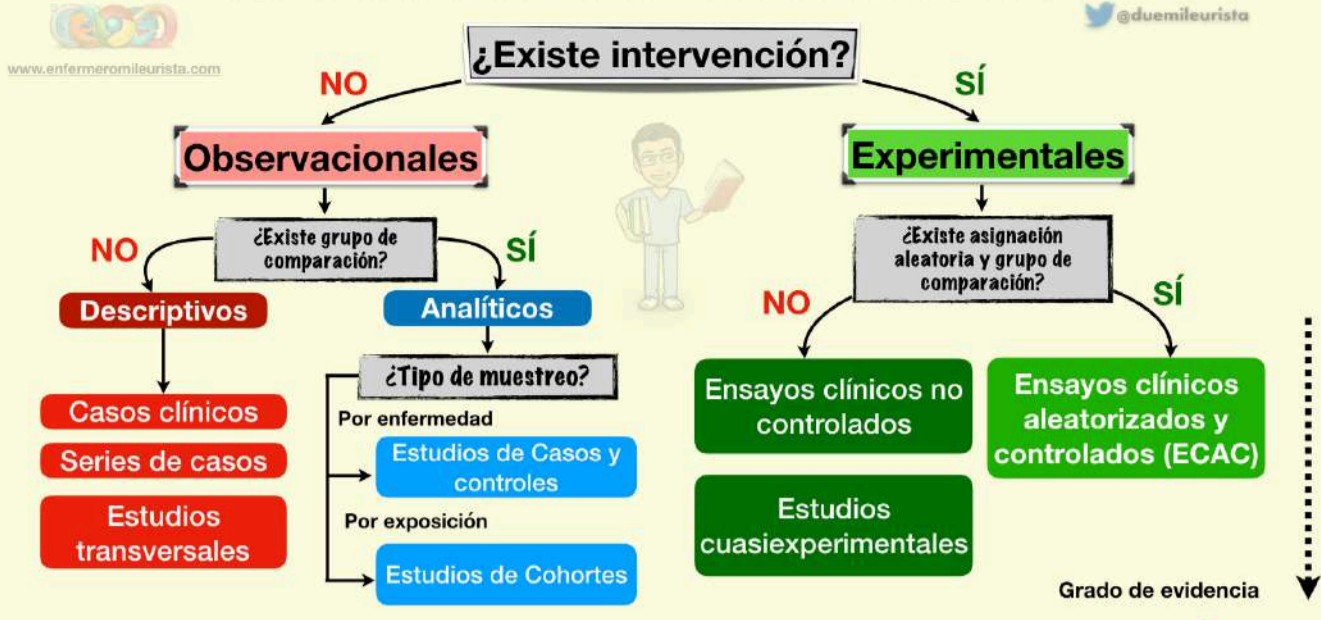 @duemileurista
www.enfermeromileurista.com
¿Existe intervención?
NO
SÍ
Observacionales
Experimentales
¿Existe grupo de
comparación?
NO
SÍ
¿Existe asignación
aleatoria y grupo de
comparación?
NO
SÍ
Descriptivos
Analíticos
¿Tipo de muestreo?
Casos clínicos
Series de casos
Estudios
transversales
Por enfermedad
Estudios de Casos y
controles
Por exposición
Estudios de Cohortes
Ensayos clínicos no
controlados
Estudios
cuasiexperimentales
Ensayos clínicos
aleatorizados y
controlados (ECAC)
Grado de evidencia